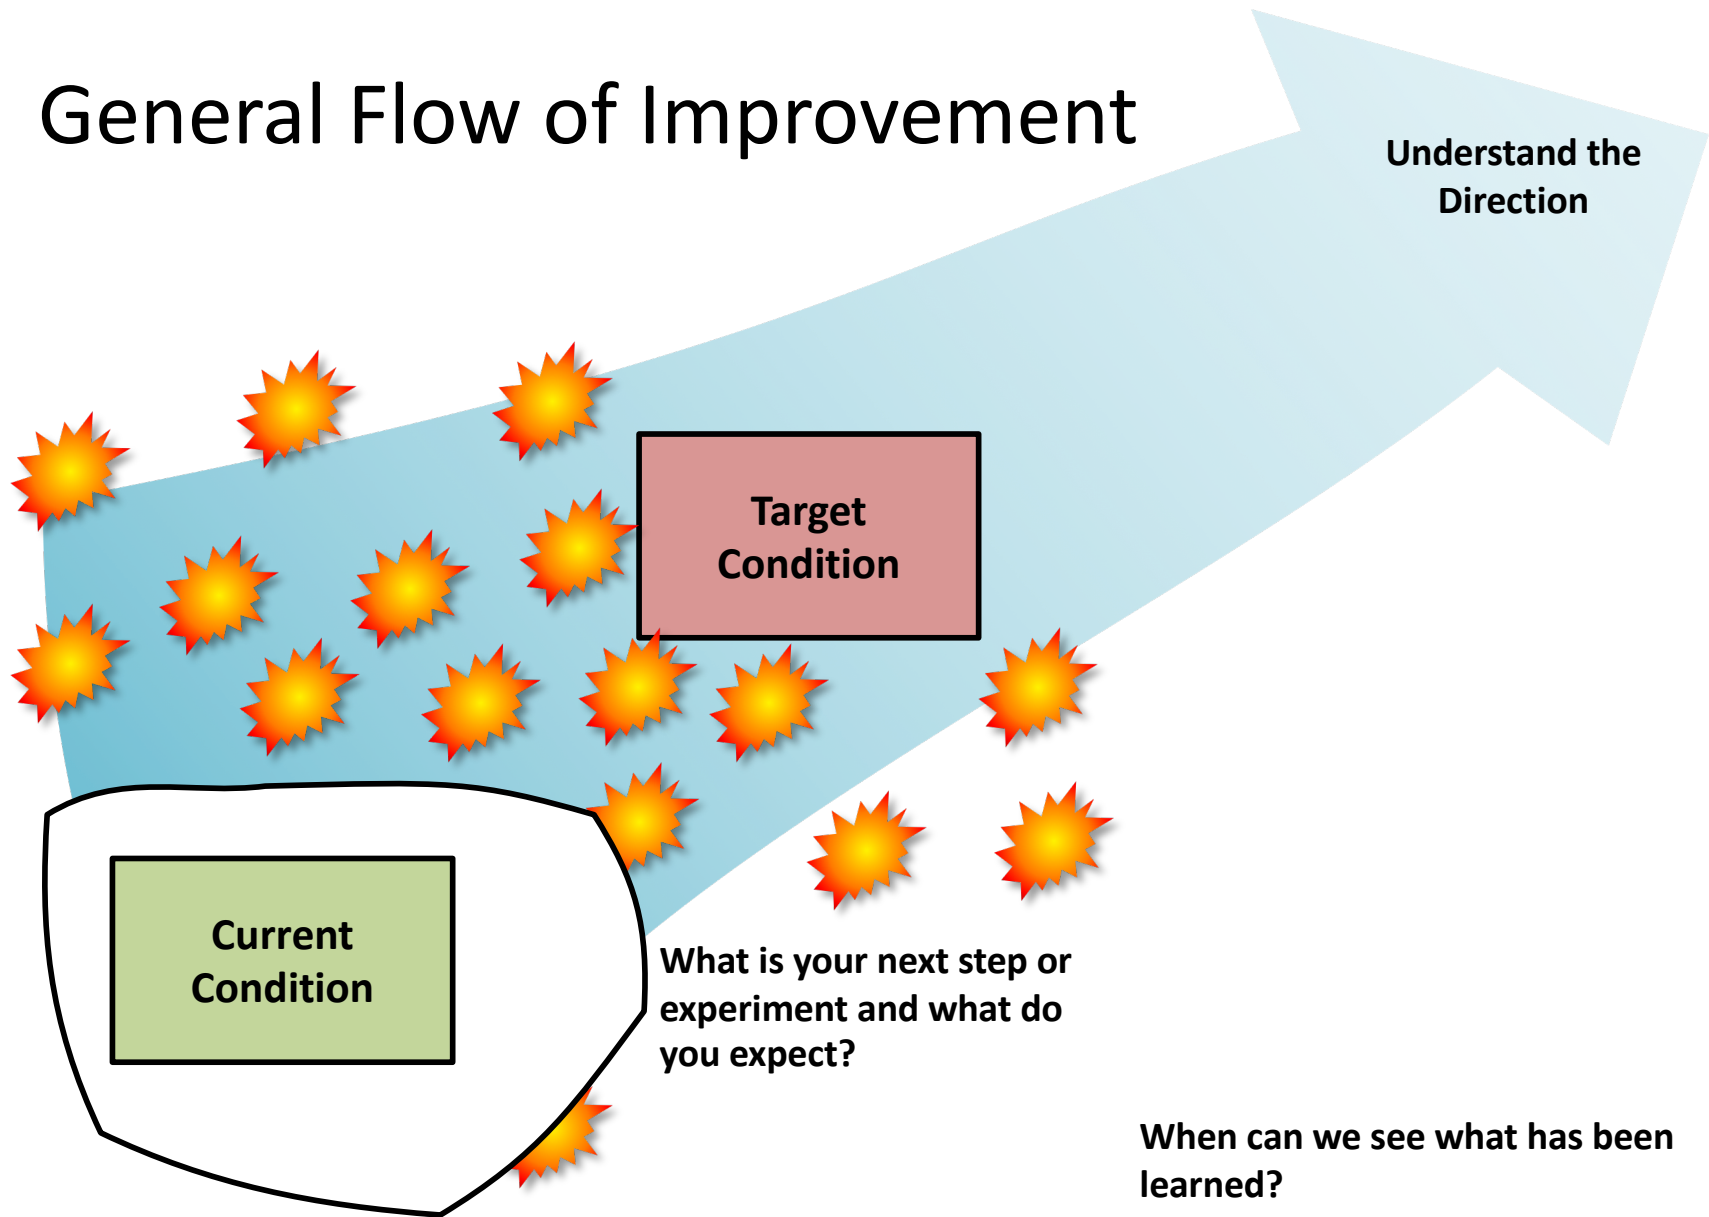 General Flow of Improvement
Understand the
Direction
Target
Condition
Current
Condition
What is your next step or
experiment and what do
you expect?
When can we see what has been
learned?